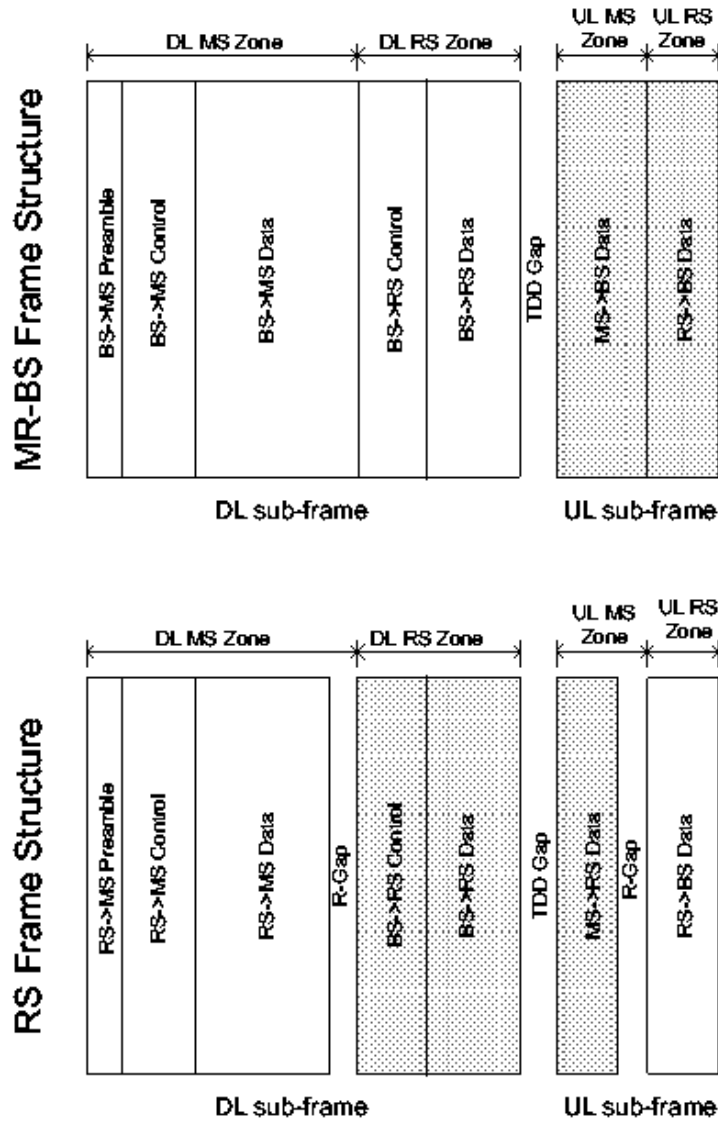 MR-BS Frame Structure
DL MS Zone
DL RS Zone
UL MS
Zone
UL RS
Zone
BS->MS Preamble
BS->MS Control
BS->MS Data
BS->RS Control
BS->RS Data
TDD Gap
MS->BS Data
RS->BS Data
DL sub-frame
UL sub-frame
RS Frame Structure
DL MS Zone
DL RS Zone
UL MS
Zone
UL RS
Zone
RS->MS Preamble
RS->MS Control
RS->MS Data
R-Gap
BS->RS Control
BS->RS Data
TDD Gap
MS->RS Data
R-Gap
RS->BS Data
DL sub-frame
UL sub-frame